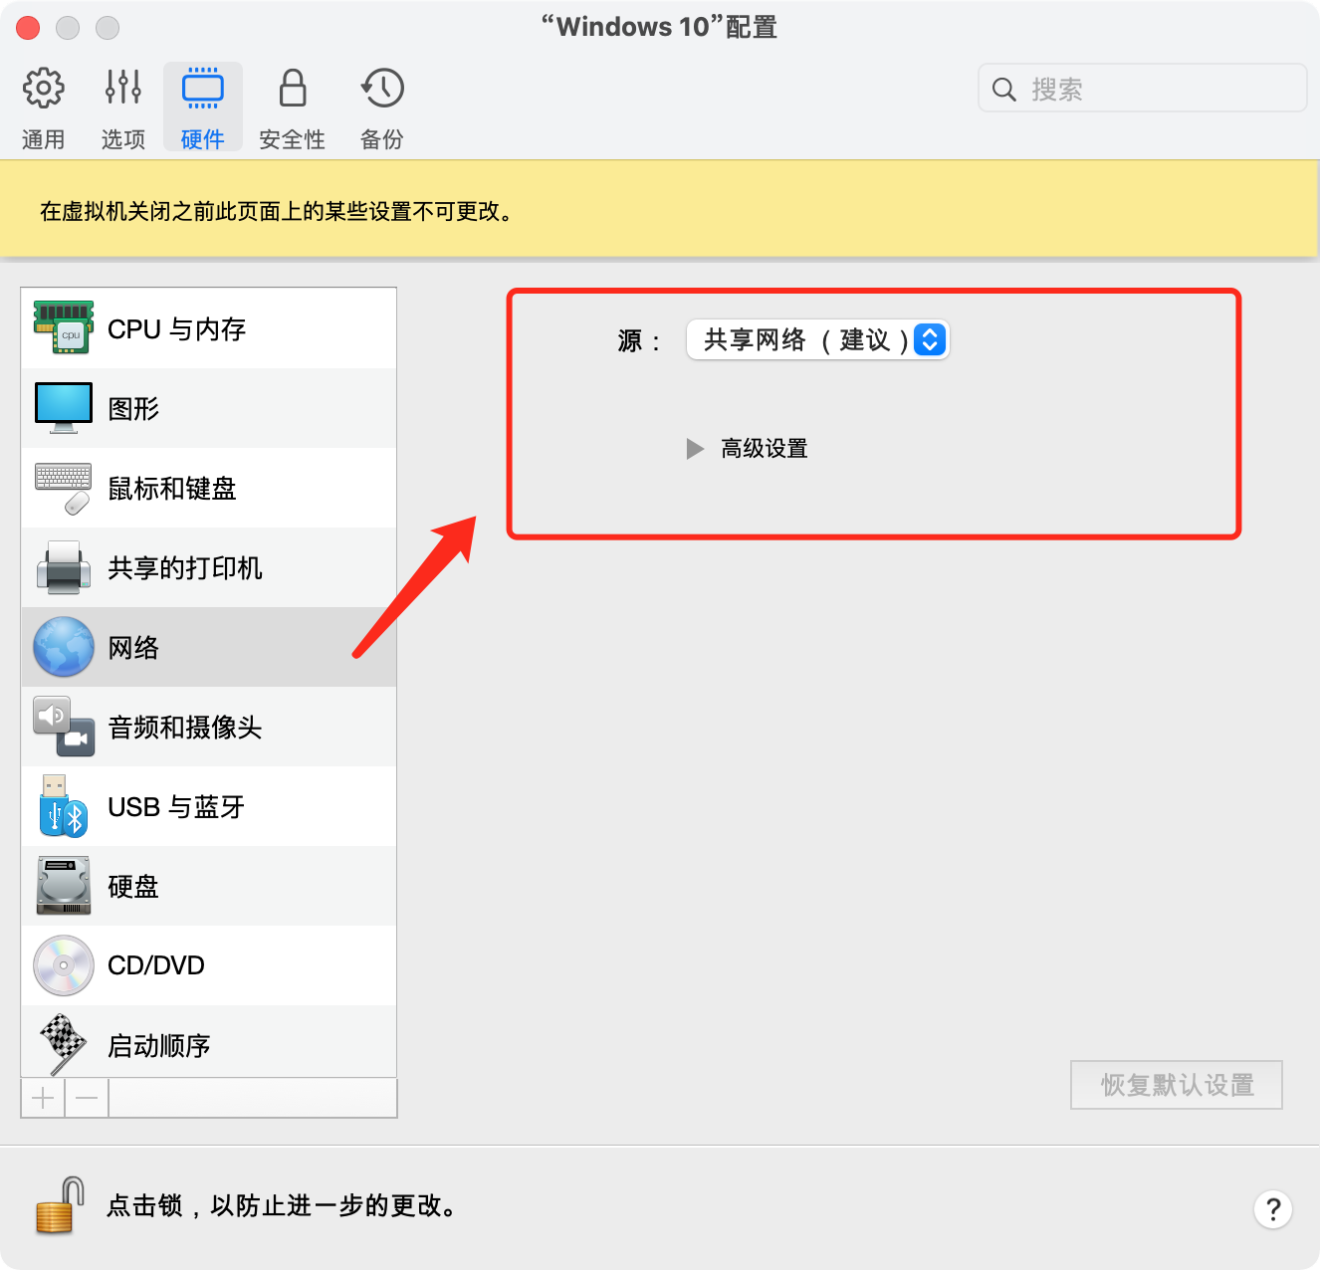 “Windows 10”配置
通用
选项
硬件
安全性
备份
搜索
在虚拟机关闭之前此页面上的某些设置不可更改。
cpu
CPU 与内存
图形
鼠标和键盘
共享的打印机
网络
音频和摄像头
USB 与蓝牙
硬盘
CD/DVD
启动顺序
源：
共享网络（建议）
高级设置
恢复默认设置
点击锁，以防止进一步的更改。
?